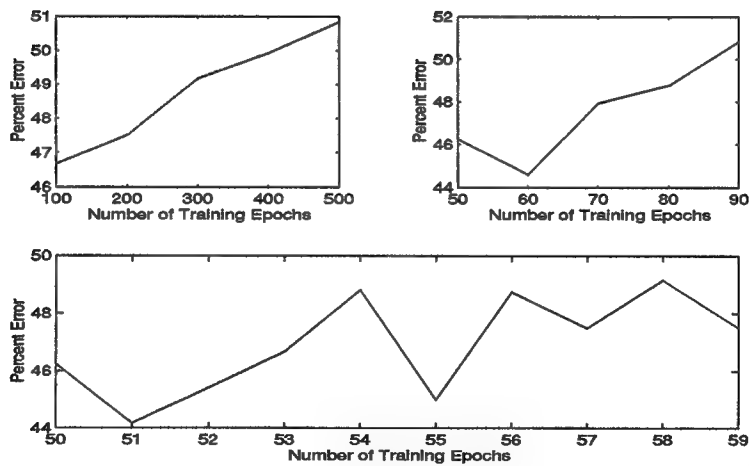 51
50
49
48
47
46
Percent Error
100 200 300 400 500
Number of Training Epochs
52
50
48
46
44
Percent Error
50 60 70 80 90
Number of Training Epochs
50
48
46
44
Percent Error
50 51 52 53 54 55 56 57 58 59
Number of Training Epochs